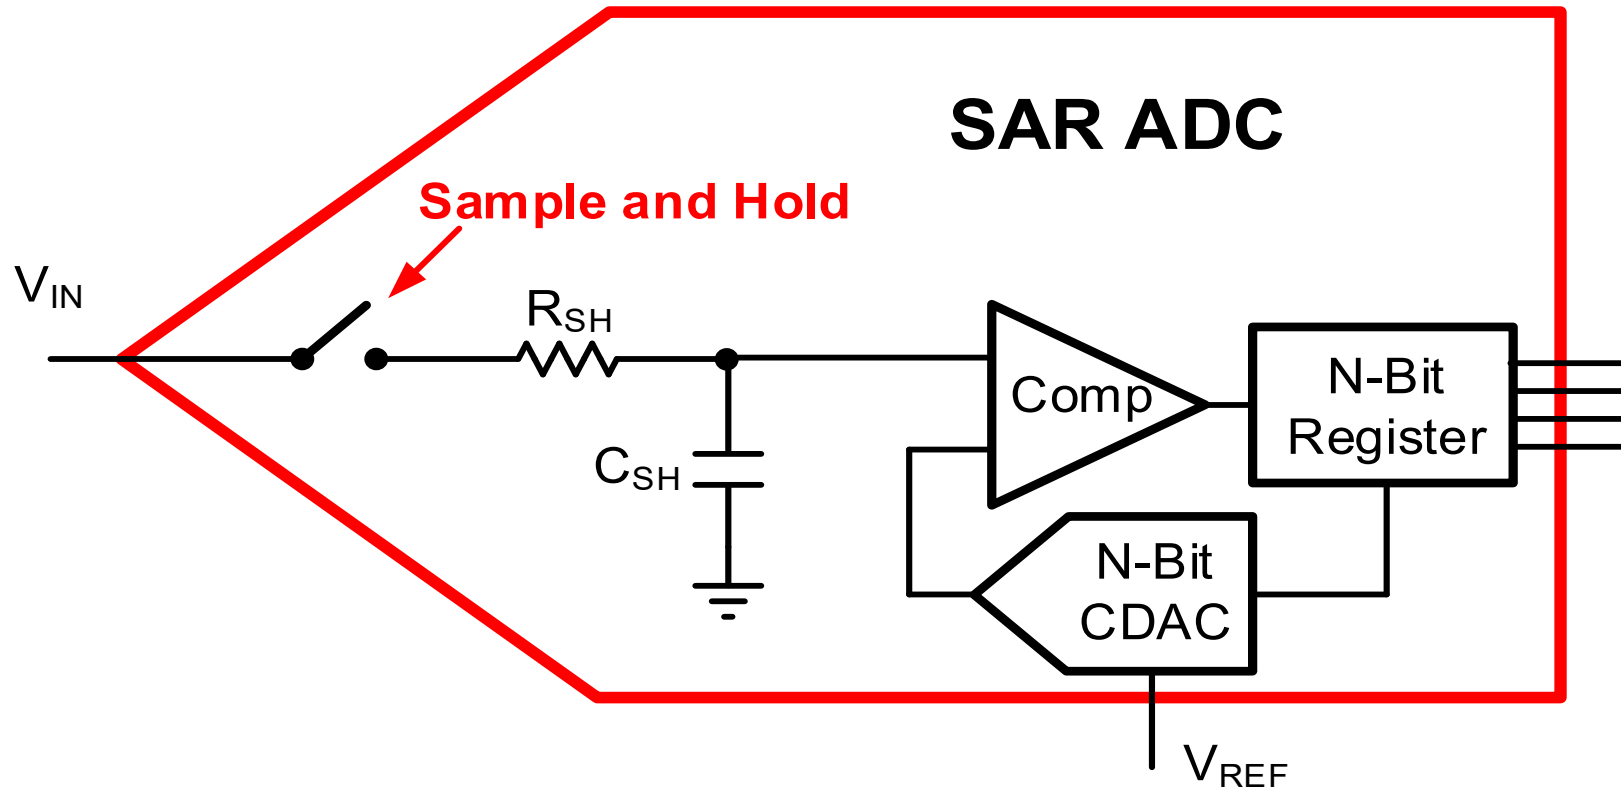 SAR ADC
Sample and Hold
VIN
RSH
CSH
Comp
N-Bit
Register
N-Bit
CDAC
VREF